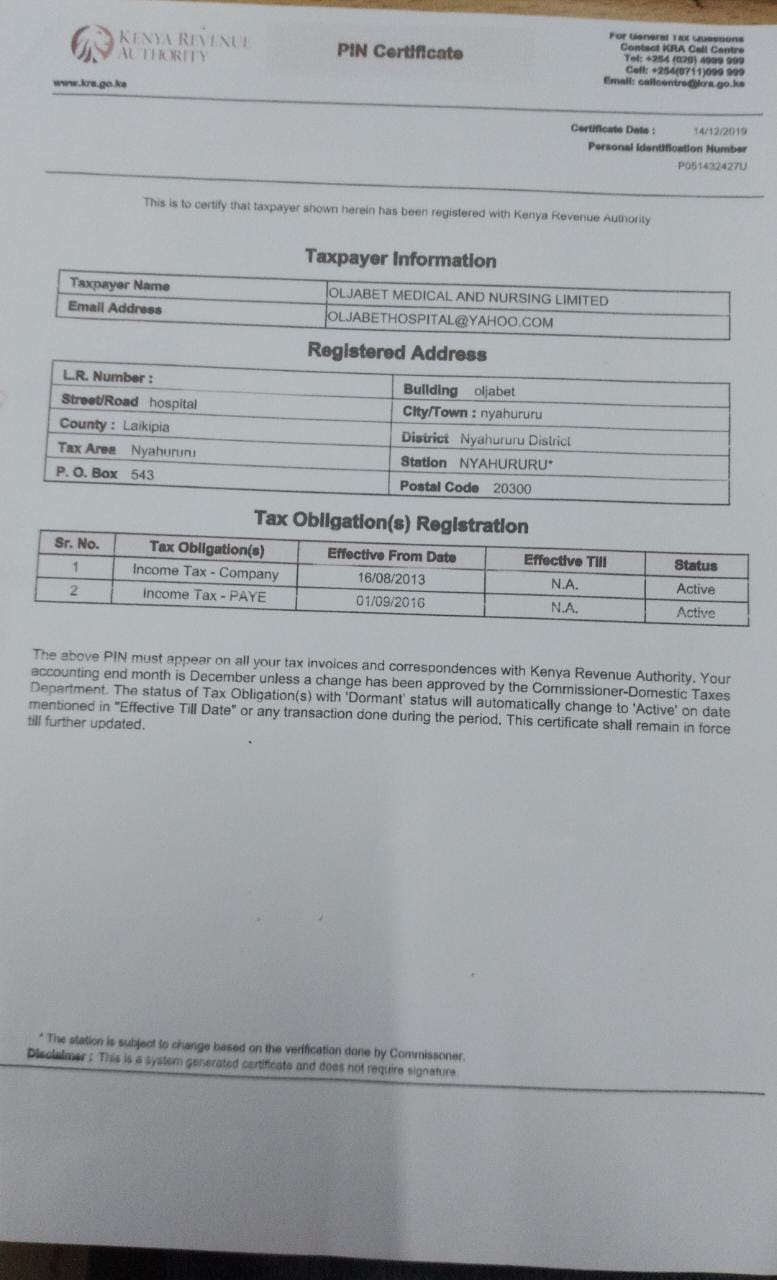 KENYA REVENUE
AUTHORITY
www.kra.go.ke
PIN Certificate
For General Tax Questions
Contact KRA Call Centre
Tel: +254 (020) 4999 999
Cell: +254(0711)099 999
Email: callcentre@kra.go.ke
Certificate Date : 14/12/2019
Personal Identification Number
P051432427U
This is to certify that taxpayer shown herein has been registered with Kenya Revenue Authority
Taxpayer Information
Taxpayer Name OLJABET MEDICAL AND NURSING LIMITED
Email Address OLJABETHOSPITAL@YAHOO.COM
Registered Address
L.R. Number : Building oljabet
Street/Road hospital City/Town : nyahururu
County : Laikipia District Nyahururu District
Tax Area Nyahururu Station NYAHURURU*
P. O. Box 543 Postal Code 20300
Tax Obligation(s) Registration
Sr. No. Tax Obligation(s) Effective From Date Effective Till Status
1 Income Tax - Company 16/08/2013 N.A. Active
2 Income Tax - PAYE 01/09/2016 N.A. Active
The above PIN must appear on all your tax invoices and correspondences with Kenya Revenue Authority. Your
accounting end month is December unless a change has been approved by the Commissioner-Domestic Taxes
Department. The status of Tax Obligation(s) with 'Dormant' status will automatically change to 'Active' on date
mentioned in "Effective Till Date" or any transaction done during the period. This certificate shall remain in force
till further updated.
* The station is subject to change based on the verification done by Commissoner.
Disclaimer : This is a system generated certificate and does not require signature.